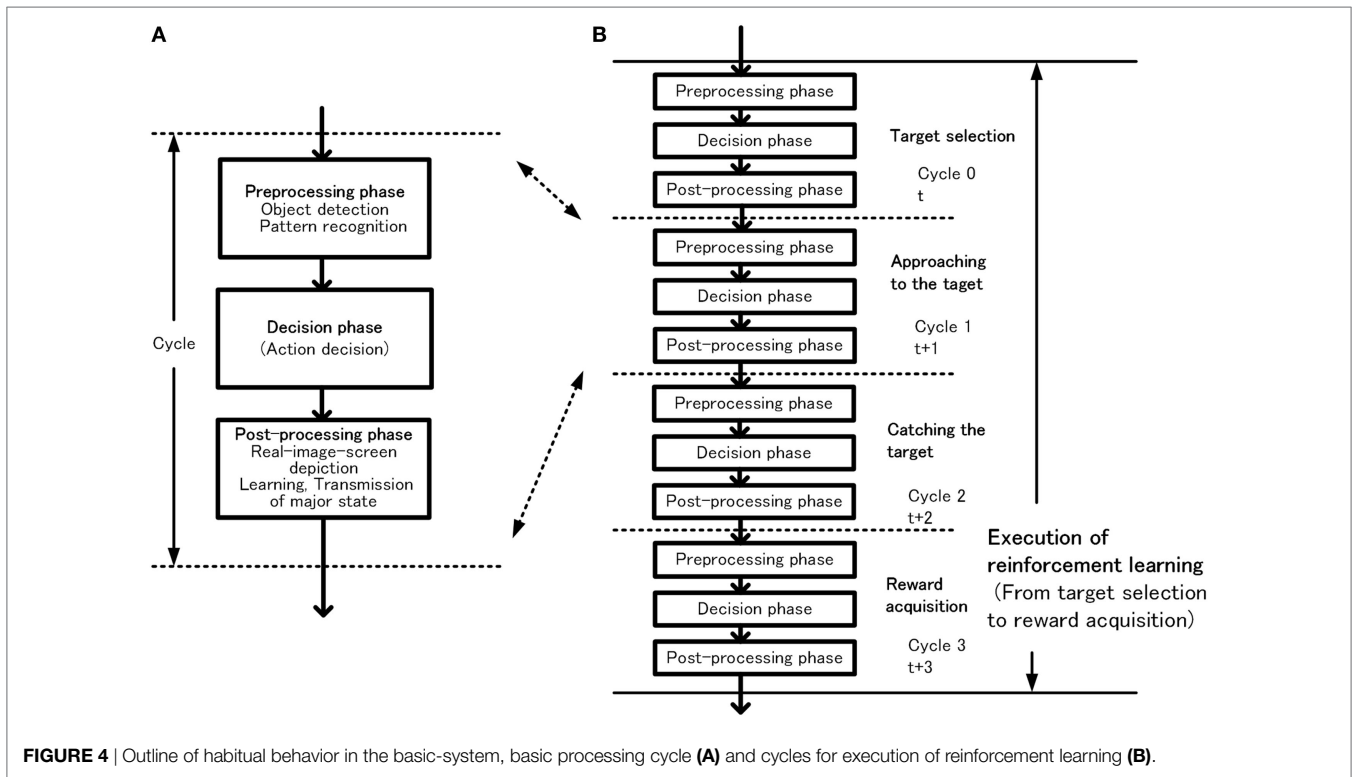 A
Cycle
Preprocessing phase
Object detection
Pattern recognition
Decision phase
(Action decision)
Post-processing phase
Real-image-screen
depiction
Learning, Transmission
of major state
B
Preprocessing phase
Decision phase
Post-processing phase
Target selection
Cycle 0
t
Preprocessing phase
Decision phase
Post-processing phase
Approaching
to the taget
Cycle 1
t+1
Preprocessing phase
Decision phase
Post-processing phase
Catching the
target
Cycle 2
t+2
Preprocessing phase
Decision phase
Post-processing phase
Reward
acquisition
Cycle 3
t+3
Execution of
reinforcement learning
(From target selection
to reward acquisition)
FIGURE 4 | Outline of habitual behavior in the basic-system, basic processing cycle (A) and cycles for execution of reinforcement learning (B).